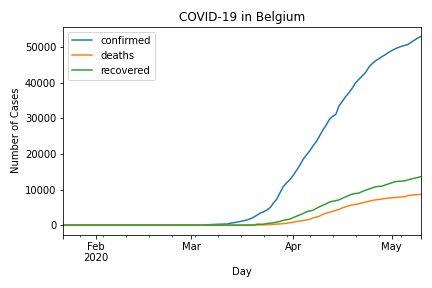 COVID-19 in Belgium
confirmed
deaths
recovered
Number of Cases
50000
40000
30000
20000
10000
0
Feb
2020
Mar
Apr
May
Day